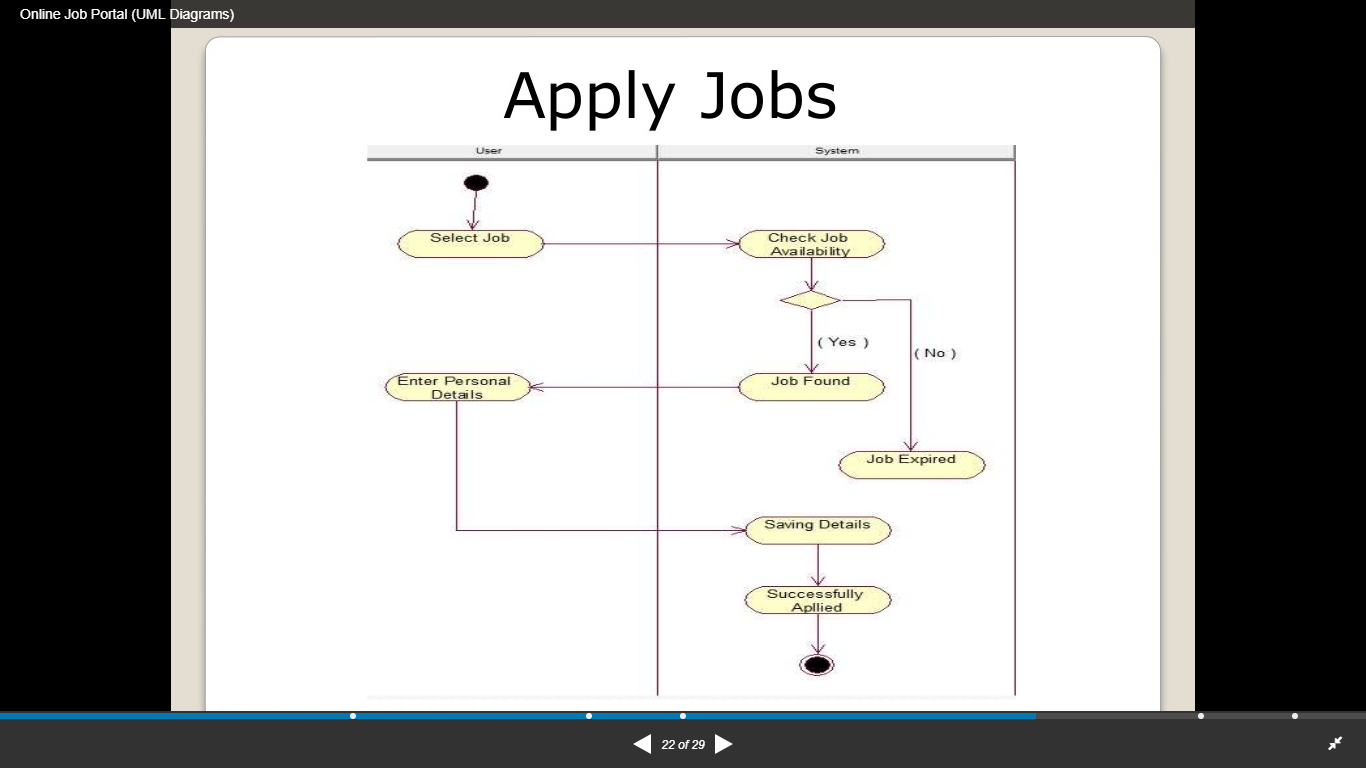 Online Job Portal (UML Diagrams)
Apply Jobs
User
System
Select Job
Check Job
Availability
( Yes )
( No )
Enter Personal
Details
Job Found
Job Expired
Saving Details
Successfully
Apllied
22 of 29